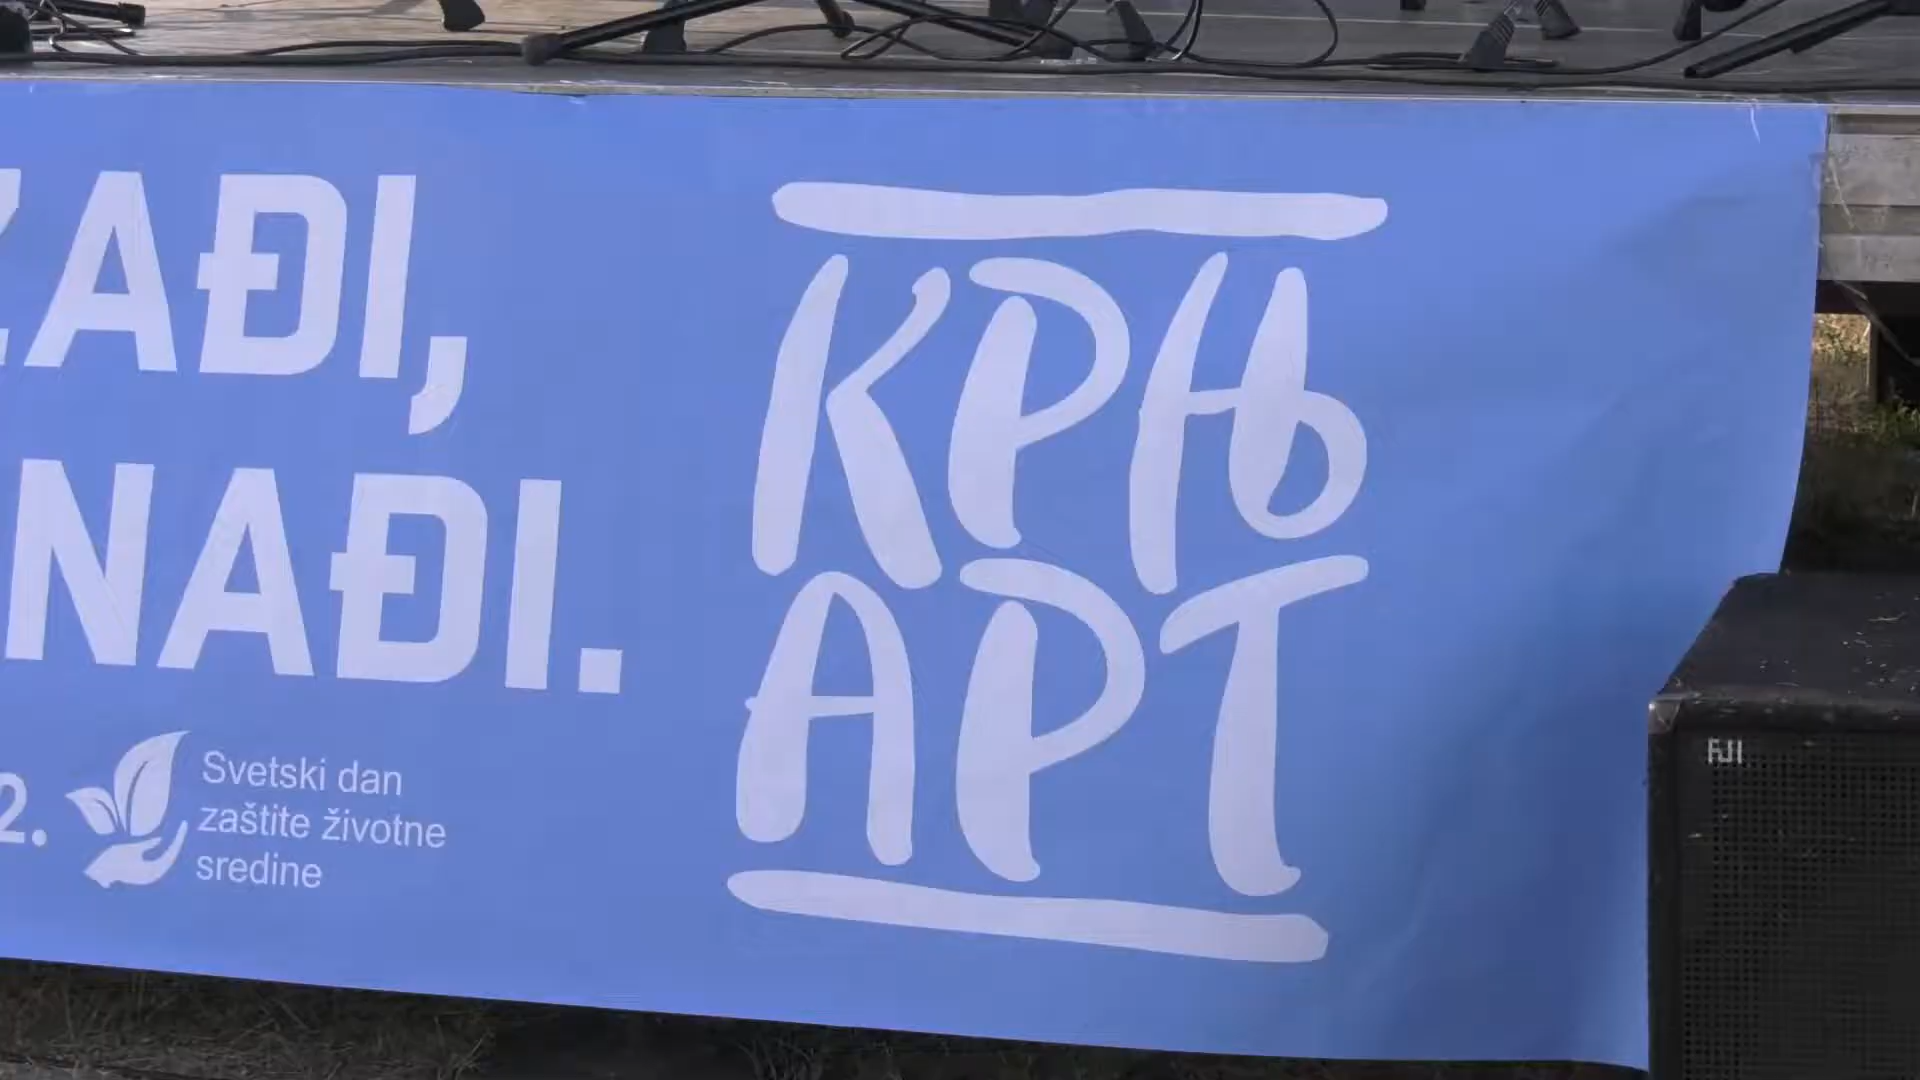 ZAĐI,
NAĐI.
2.
Svetski dan
zaštite životne
sredine
КРЊ
АРТ
FJI